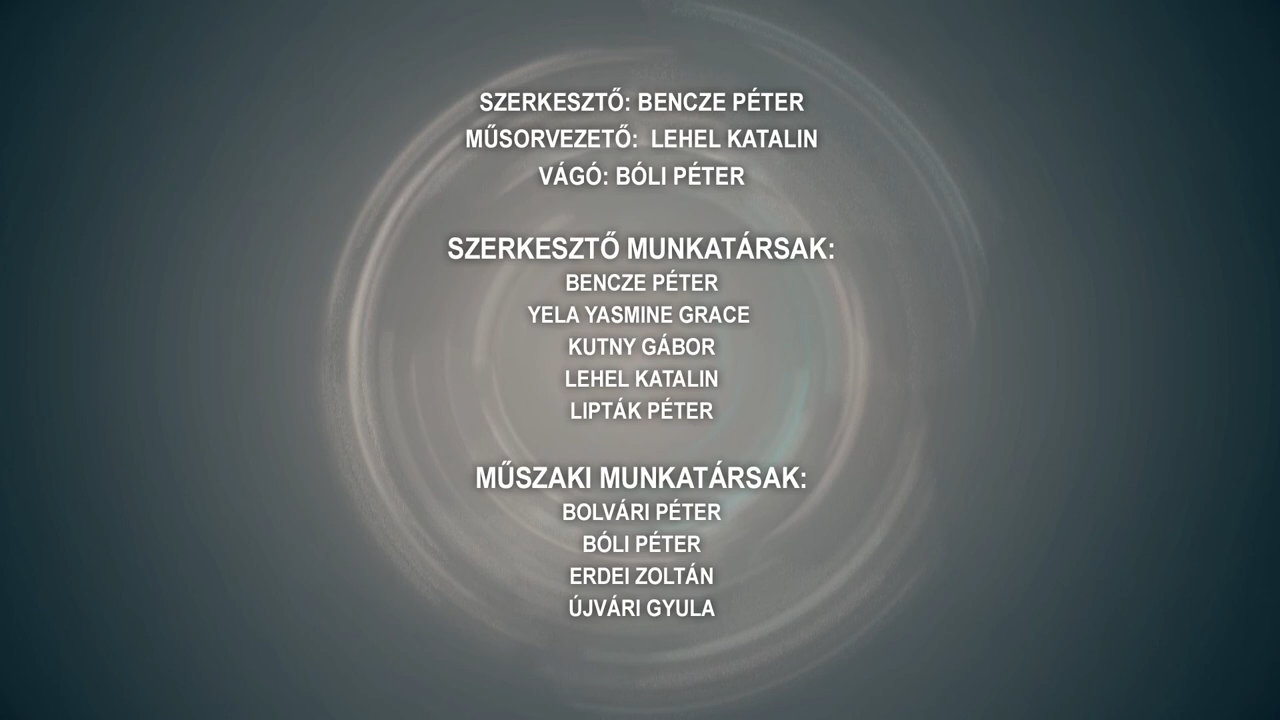 SZERKESZTŐ: BENCZE PÉTER
MŰSORVEZETŐ: LEHEL KATALIN
VÁGÓ: BÓLI PÉTER
SZERKESZTŐ MUNKATÁRSAK:
BENCZE PÉTER
YELA YASMINE GRACE
KUTNY GÁBOR
LEHEL KATALIN
LIPTÁK PÉTER
MŰSZAKI MUNKATÁRSAK:
BOLVÁRI PÉTER
BÓLI PÉTER
ERDEI ZOLTÁN
ÚJVÁRI GYULA